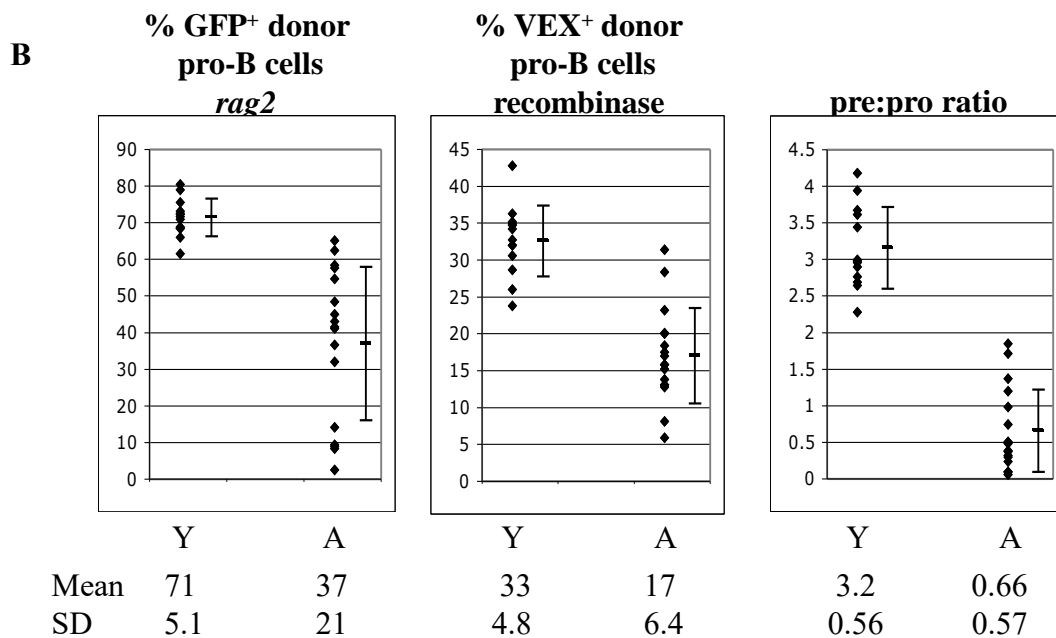 B
% GFP+ donor
pro-B cells
rag2
% VEX+ donor
pro-B cells
recombinase
pre:pro ratio
90
80
70
60
50
40
30
20
10
0
45
40
35
30
25
20
15
10
5
0
4.5
4
3.5
3
2.5
2
1.5
1
0.5
0
Y A Y A Y A
Mean 71 37 33 17 3.2 0.66
SD 5.1 21 4.8 6.4 0.56 0.57